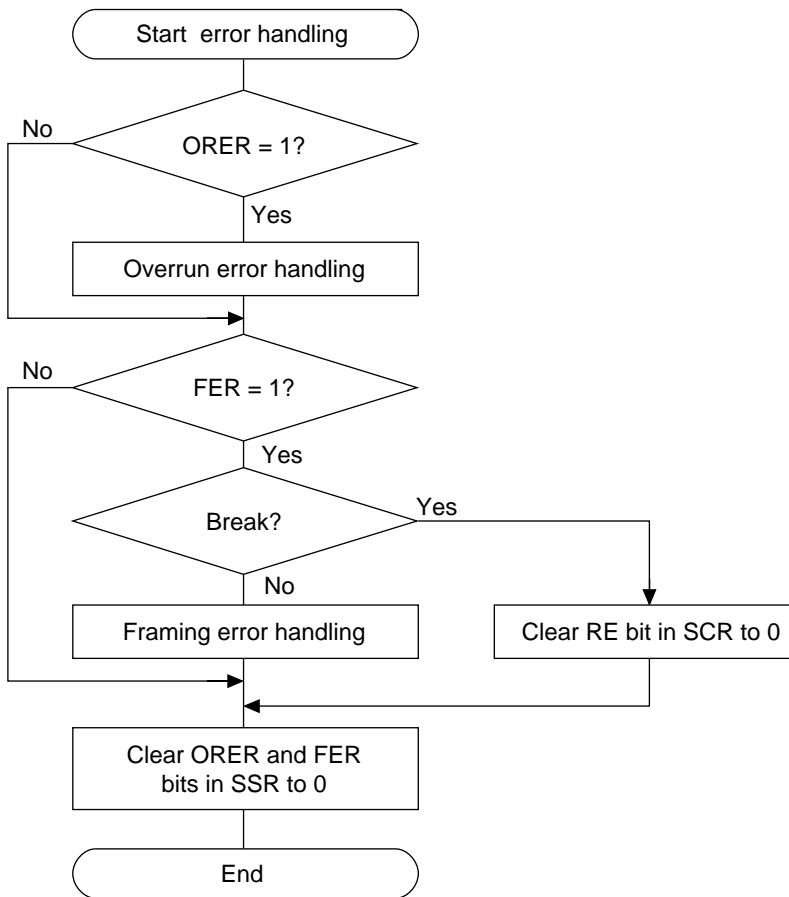 Start error handling
No
ORER = 1?
Yes
Overrun error handling
No
FER = 1?
Yes
Break?
Yes
No
Framing error handling
Clear RE bit in SCR to 0
Clear ORER and FER
bits in SSR to 0
End